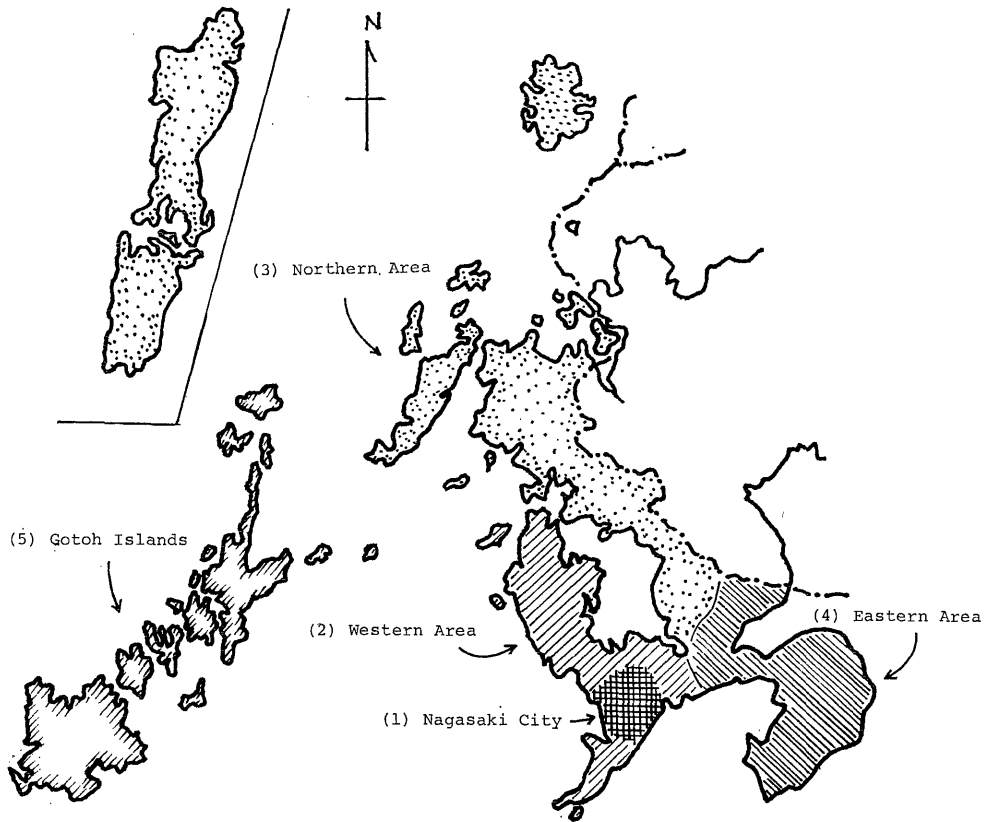 N
(3) Northern Area
(5) Gotoh Islands
(2) Western Area
(4) Eastern Area
(1) Nagasaki City